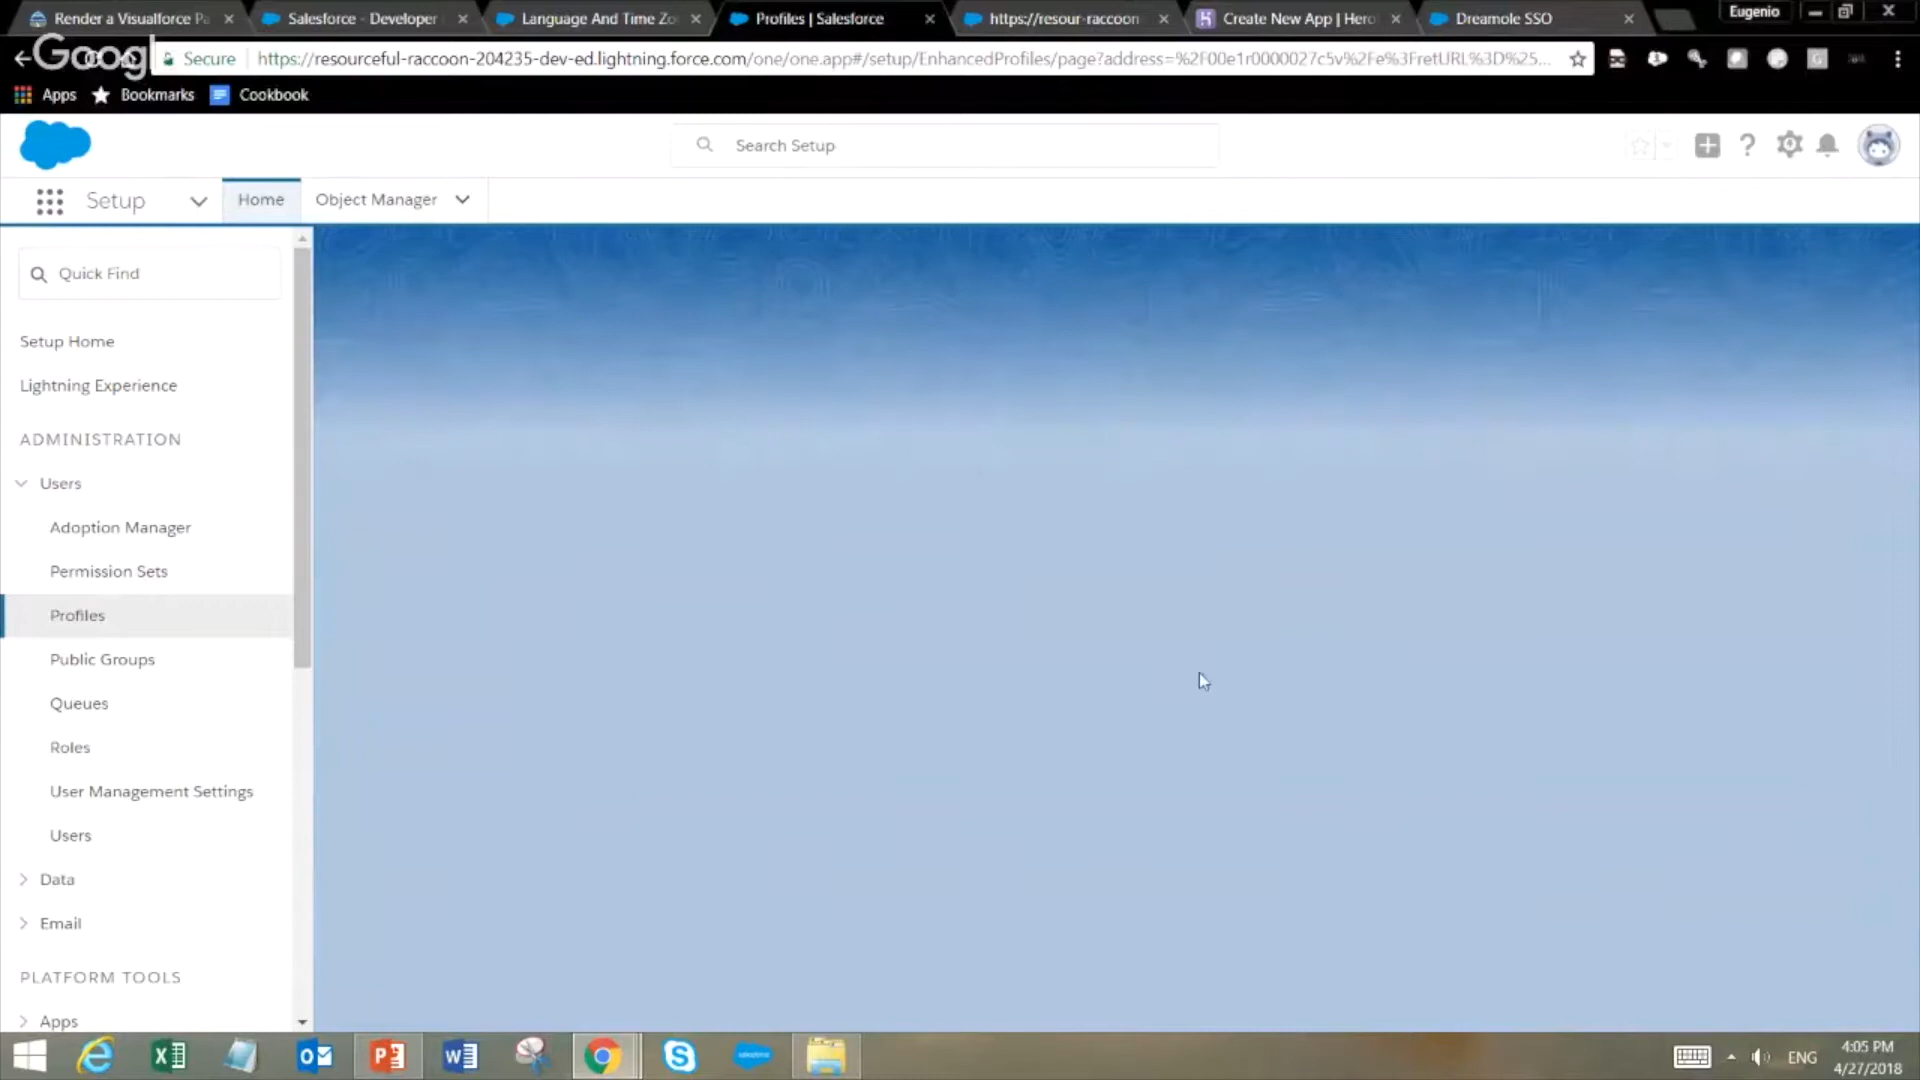 Render a Visualforce Pa
Salesforce - Developer
Language And Time Zo
Profiles | Salesforce
https://resour-raccoon
Create New App | Hero
Dreamole SSO
Eugenio
Google
Secure
https://resourceful-raccoon-204235-dev-ed.lightning.force.com/one/one.app#/setup/EnhancedProfiles/page?address=%2F00e1r0000027c5v%2Fe%3FretURL%3D%25...
Apps
Bookmarks
Cookbook
Search Setup
Setup
Home
Object Manager
Quick Find
Setup Home
Lightning Experience
ADMINISTRATION
Users
Adoption Manager
Permission Sets
Profiles
Public Groups
Queues
Roles
User Management Settings
Users
Data
Email
PLATFORM TOOLS
Apps
ENG
4:05 PM
4/27/2018